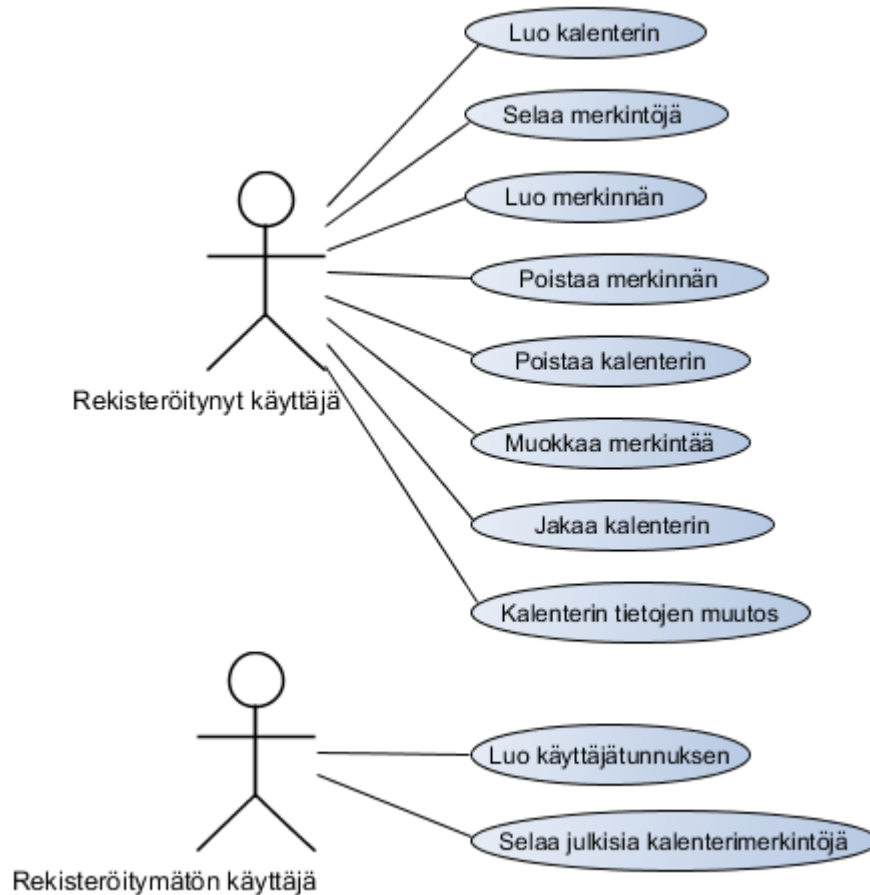 Luo kalenterin
Selaa merkintöjä
Luo merkinnän
Poistaa merkinnän
Poistaa kalenterin
Rekisteröitynyt käyttäjä
Muokkaa merkintää
Jakaa kalenterin
Kalenterin tietojen muutos
Luo käyttäjätunnuksen
Selaa julkisia kalenterimerkintöjä
Rekisteröitymätön käyttäjä